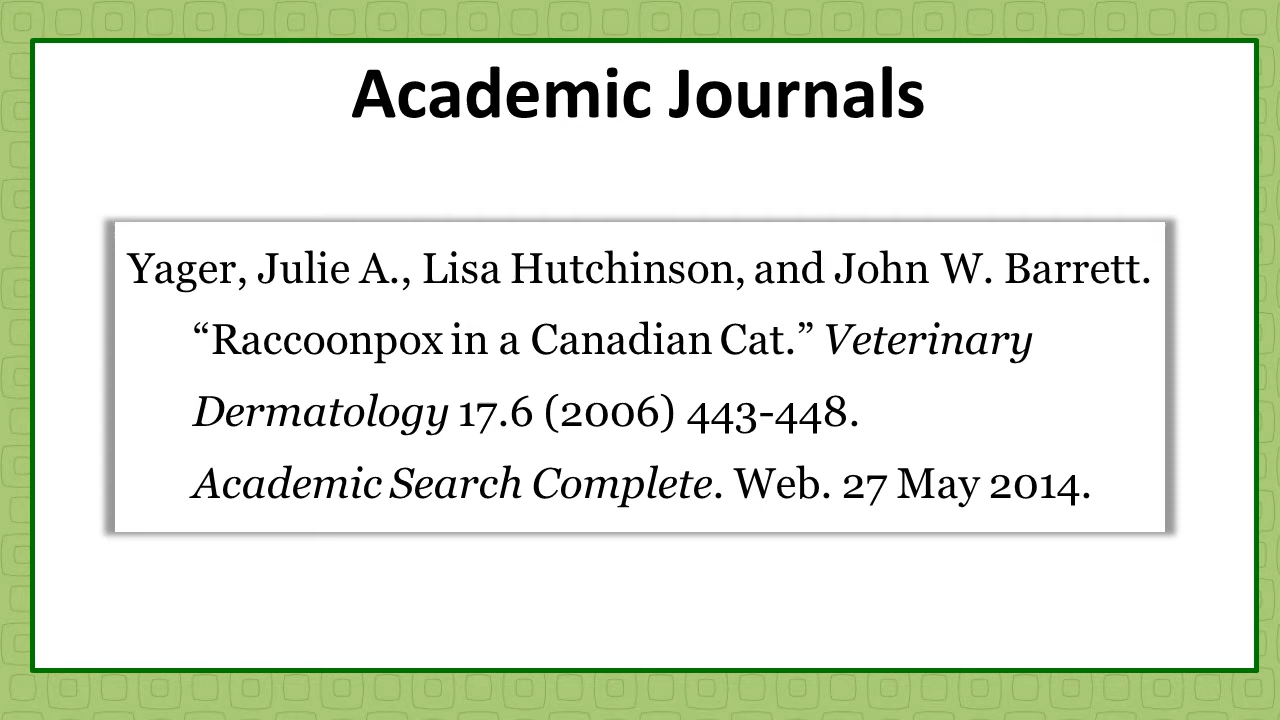 Academic Journals
Yager, Julie A., Lisa Hutchinson, and John W. Barrett.
“Raccoonpox in a Canadian Cat.” Veterinary
Dermatology 17.6 (2006) 443-448.
Academic Search Complete. Web. 27 May 2014.